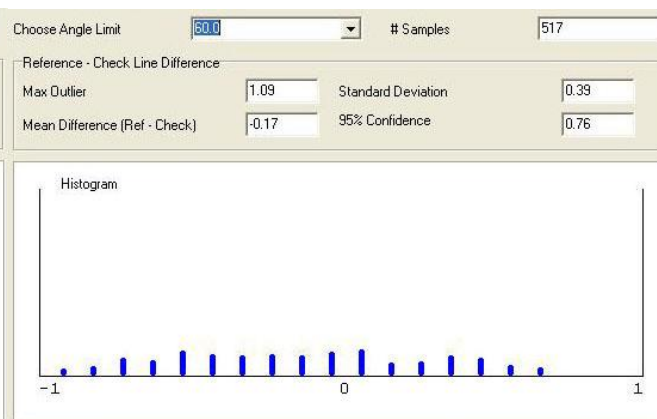 Choose Angle Limit 60.0 # Samples 517
Reference - Check Line Difference
Max Outlier 1.09 Standard Deviation 0.39
Mean Difference (Ref - Check) -0.17 95% Confidence 0.76
Histogram
-1 0 1